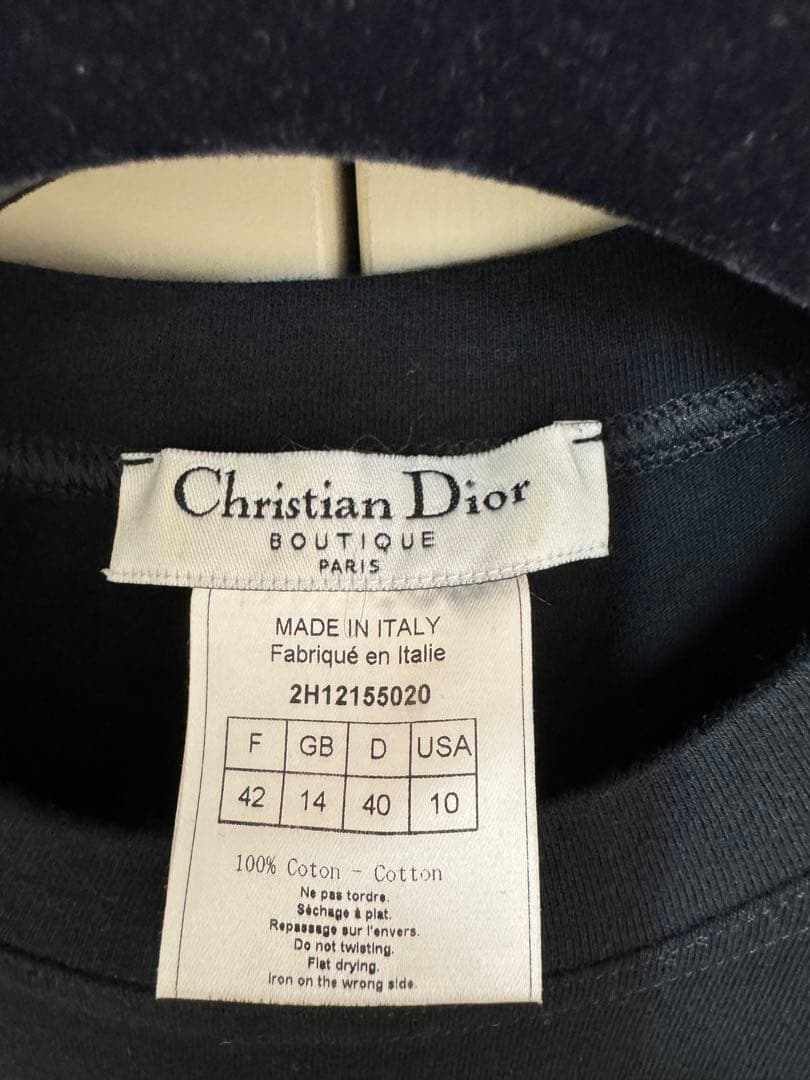 Christian Dior
BOUTIQUE
PARIS
MADE IN ITALY
Fabriqué en Italie
2H12155020
F GB D USA
42 14 40 10
100% Coton - Cotton
Ne pas tordre.
Séchage à plat.
Repassage sur l'envers.
Do not twisting.
Flat drying.
Iron on the wrong side.